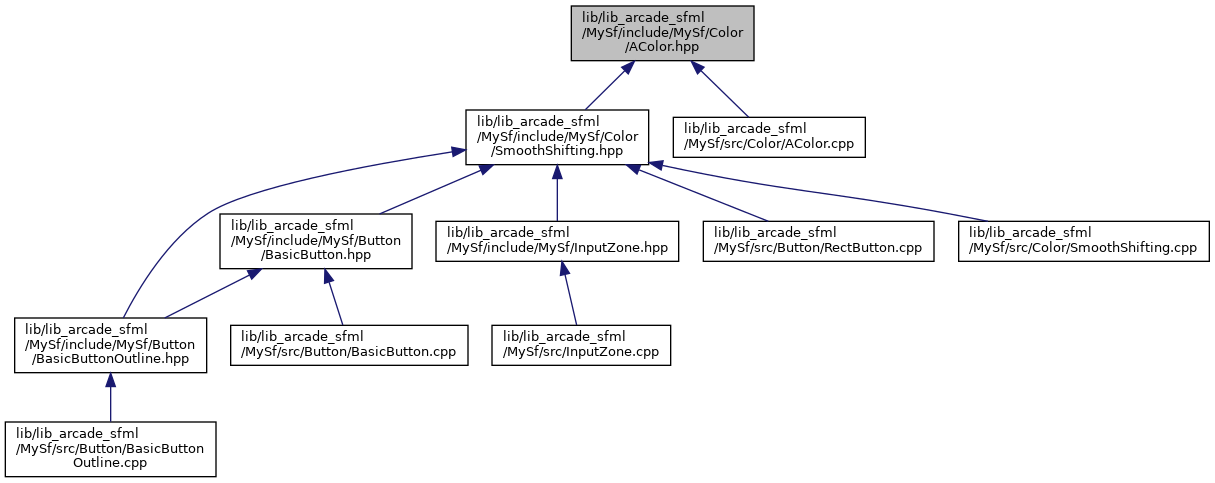 lib/lib_arcade_sfml
/MySf/include/MySf/Color
/AColor.hpp
lib/lib_arcade_sfml
/MySf/include/MySf/Color
/SmoothShifting.hpp
lib/lib_arcade_sfml
/MySf/src/Color/AColor.cpp
lib/lib_arcade_sfml
/MySf/include/MySf/Button
/BasicButton.hpp
lib/lib_arcade_sfml
/MySf/include/MySf/InputZone.hpp
lib/lib_arcade_sfml
/MySf/src/Button/RectButton.cpp
lib/lib_arcade_sfml
/MySf/src/Color/SmoothShifting.cpp
lib/lib_arcade_sfml
/MySf/include/MySf/Button
/BasicButtonOutline.hpp
lib/lib_arcade_sfml
/MySf/src/Button/BasicButton.cpp
lib/lib_arcade_sfml
/MySf/src/InputZone.cpp
lib/lib_arcade_sfml
/MySf/src/Button/BasicButton
Outline.cpp